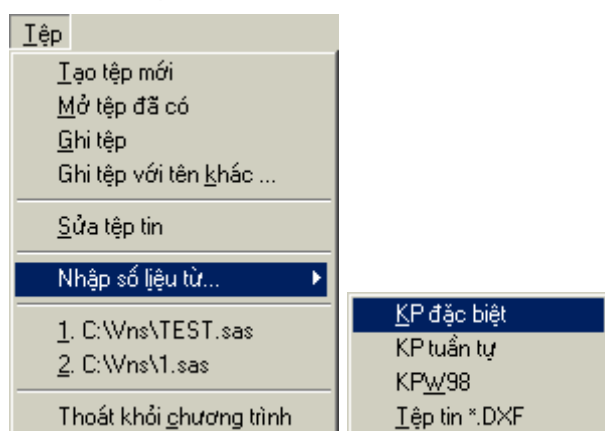 Tệp
Tạo tệp mới
Mở tệp đã có
Ghi tệp
Ghi tệp với tên khác ...
Sửa tệp tin
Nhập số liệu từ...
1. C:\Vns\TEST.sas
2. C:\Vns\1.sas
Thoát khỏi chương trình
KP đặc biệt
KP tuần tự
KPW98
Tệp tin *.DXF